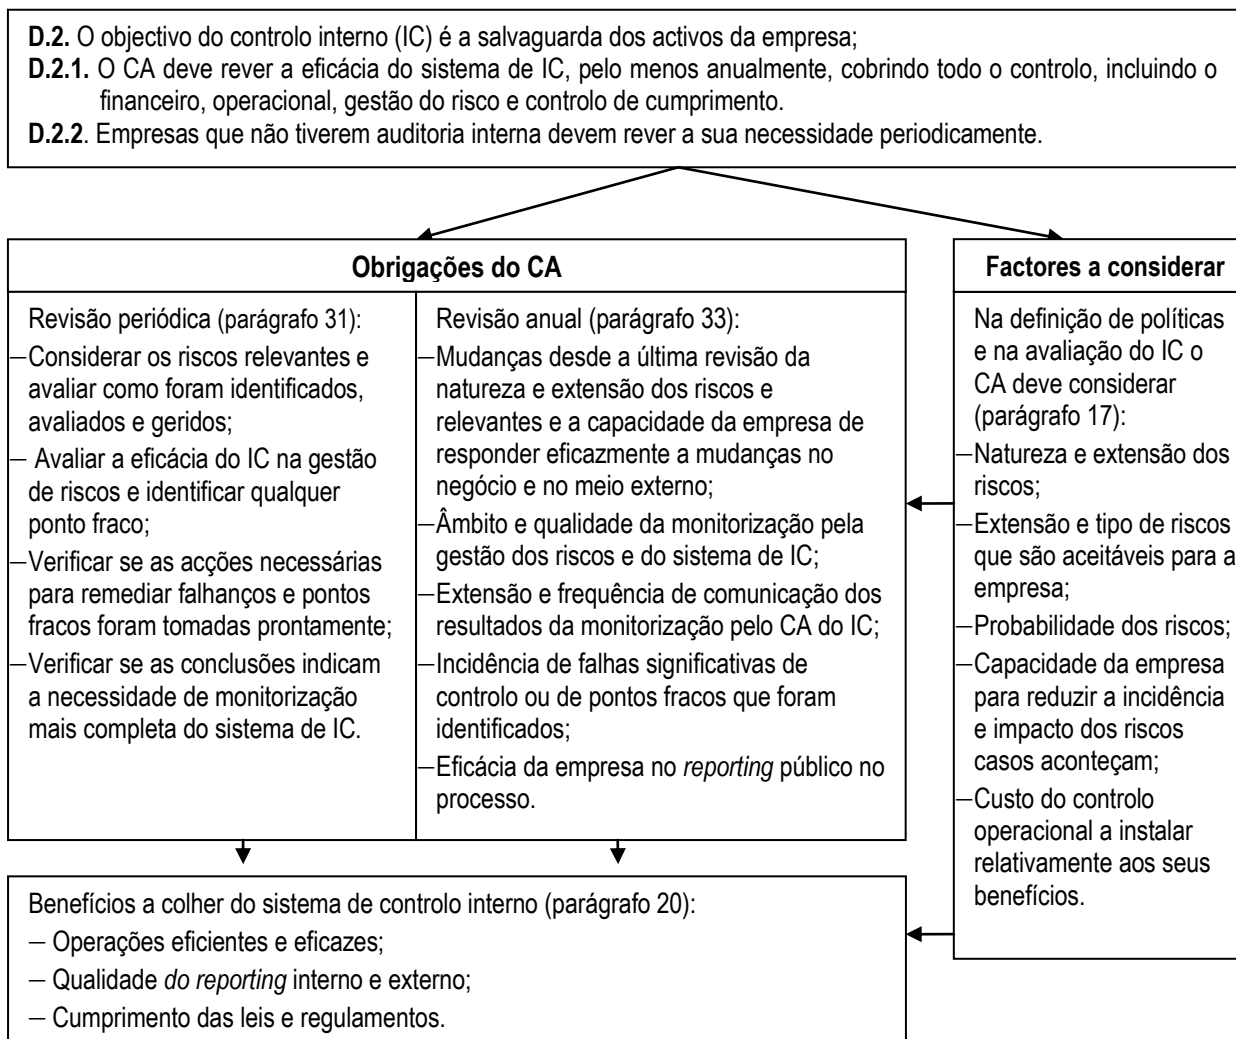 D.2. O objectivo do controlo interno (IC) é a salvaguarda dos activos da empresa;
D.2.1. O CA deve rever a eficácia do sistema de IC, pelo menos anualmente, cobrindo todo o controlo, incluindo o
financeiro, operacional, gestão do risco e controlo de cumprimento.
D.2.2. Empresas que não tiverem auditoria interna devem rever a sua necessidade periodicamente.
Obrigações do CA
Revisão periódica (parágrafo 31):
—Considerar os riscos relevantes e
avaliar como foram identificados,
avaliados e geridos;
— Avaliar a eficácia do IC na gestão
de riscos e identificar qualquer
ponto fraco;
—Verificar se as acções necessárias
para remediar falhanços e pontos
fracos foram tomadas prontamente;
—Verificar se as conclusões indicam
a necessidade de monitorização
mais completa do sistema de IC.
Revisão anual (parágrafo 33):
—Mudanças desde a última revisão da
natureza e extensão dos riscos e
relevantes e a capacidade da empresa de
responder eficazmente a mudanças no
negócio e no meio externo;
—Âmbito e qualidade da monitorização pela
gestão dos riscos e do sistema de IC;
—Extensão e frequência de comunicação dos
resultados da monitorização pelo CA do IC;
—Incidência de falhas significativas de
controlo ou de pontos fracos que foram
identificados;
—Eficácia da empresa no reporting público no
processo.
Factores a considerar
Na definição de políticas
e na avaliação do IC o
CA deve considerar
(parágrafo 17):
—Natureza e extensão dos
riscos;
—Extensão e tipo de riscos
que são aceitáveis para a
empresa;
—Probabilidade dos riscos;
—Capacidade da empresa
para reduzir a incidência
e impacto dos riscos
casos aconteçam;
—Custo do controlo
operacional a instalar
relativamente aos seus
benefícios.
Benefícios a colher do sistema de controlo interno (parágrafo 20):
— Operações eficientes e eficazes;
— Qualidade do reporting interno e externo;
— Cumprimento das leis e regulamentos.